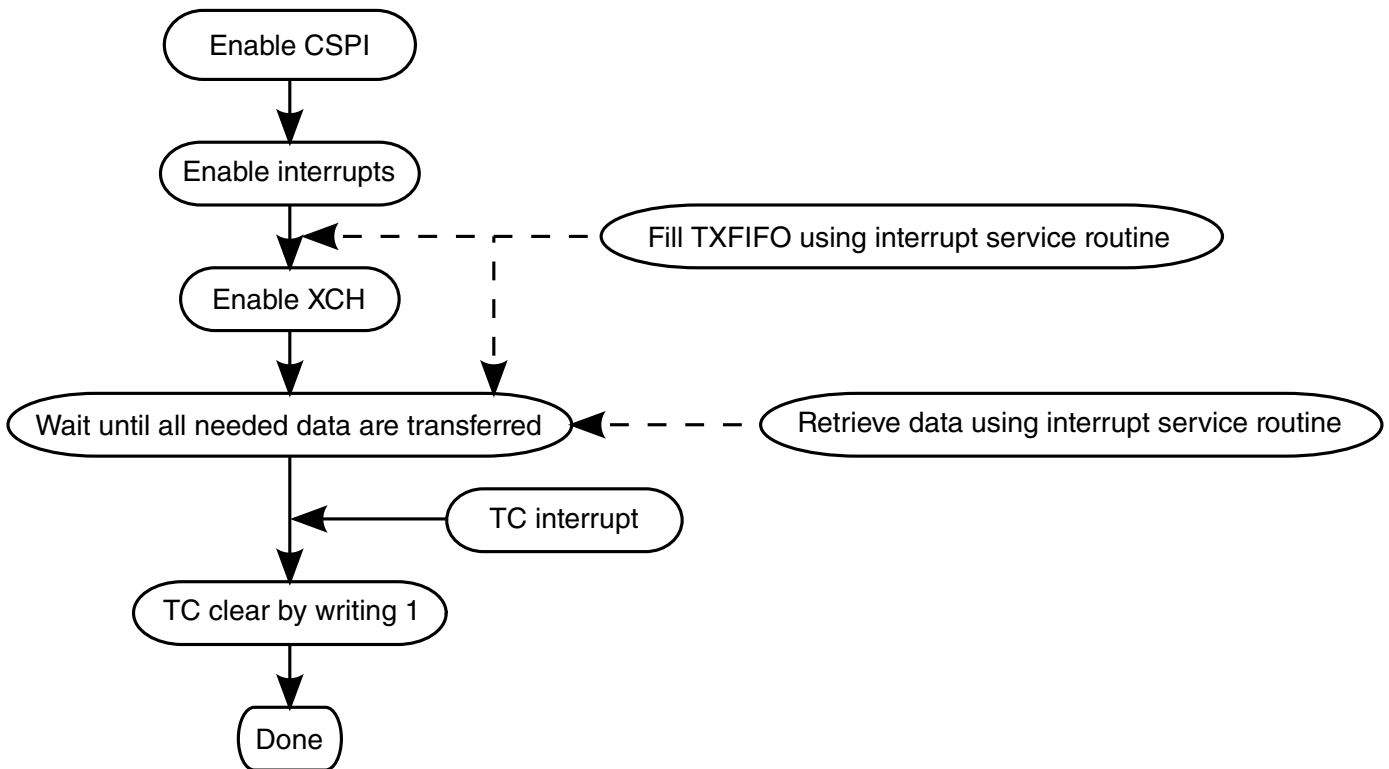 Enable CSPI
Enable interrupts
Fill TXFIFO using interrupt service routine
Enable XCH
Wait until all needed data are transferred
Retrieve data using interrupt service routine
TC interrupt
TC clear by writing 1
Done